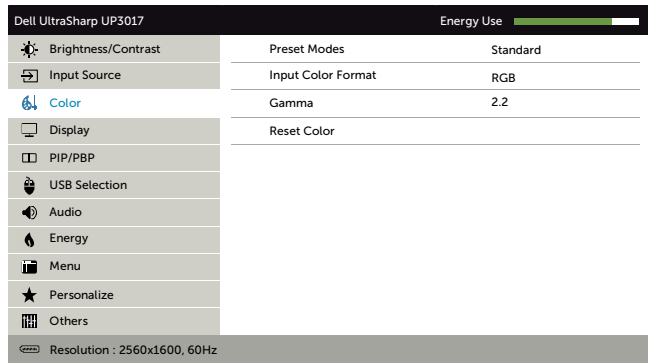 Dell UltraSharp UP3017 Energy Use
Brightness/Contrast Preset Modes Standard
Input Source Input Color Format RGB
Color Gamma 2.2
Display Reset Color
PIP/PBP
USB Selection
Audio
Energy
Menu
Personalize
Others
Resolution : 2560x1600, 60Hz